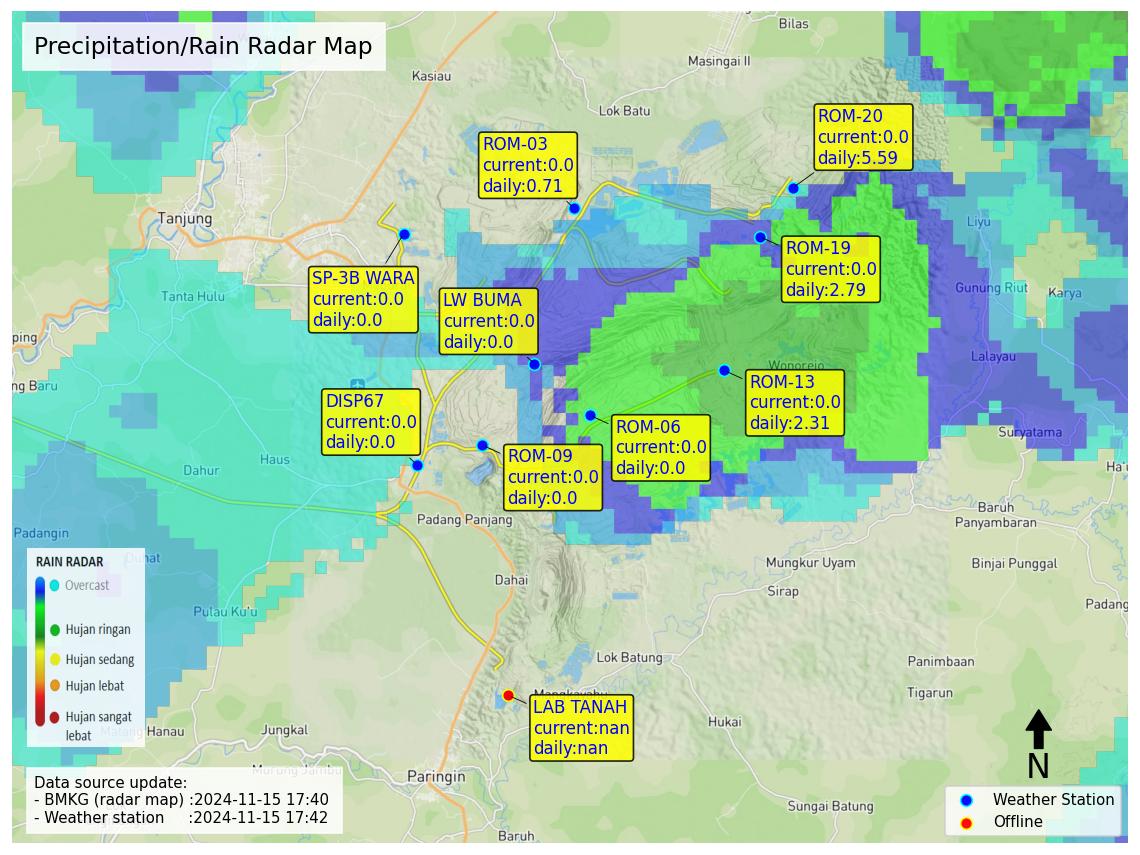 Precipitation/Rain Radar Map
Bilas
Masingai II
Kasiau
Lok Batu
ROM-20
current:0.0
daily:5.59
ROM-03
current:0.0
daily:0.71
Tanjung
Liyu
ROM-19
current:0.0
daily:2.79
SP-3B WARA
current:0.0
daily:0.0
Tanta Hulu
LW BUMA
current:0.0
daily:0.0
Gunung Riut
Karya
ping
Lalayau
ng Baru
Wonorejo
ROM-13
current:0.0
daily:2.31
DISP67
current:0.0
daily:0.0
ROM-06
current:0.0
daily:0.0
Suryatama
ROM-09
current:0.0
daily:0.0
Haus
Dahur
Ha'u
Padang Panjang
Baruh
Panyambaran
Padangin
Mungkur Uyam
Binjai Punggal
Dahai
Sirap
Padang
Pulau Ku'u
RAIN RADAR
Overcast
Hujan ringan
Hujan sedang
Hujan lebat
Hujan sangat
lebat
Lok Batung
Panimbaan
Tigarun
LAB TANAH
current:nan
daily:nan
Hukai
Jungkal
Hanau
Murung Jambu
Paringin
N
Sungai Batung
Baruh
Data source update:
- BMKG (radar map) :2024-11-15 17:40
- Weather station :2024-11-15 17:42
Weather Station
Offline